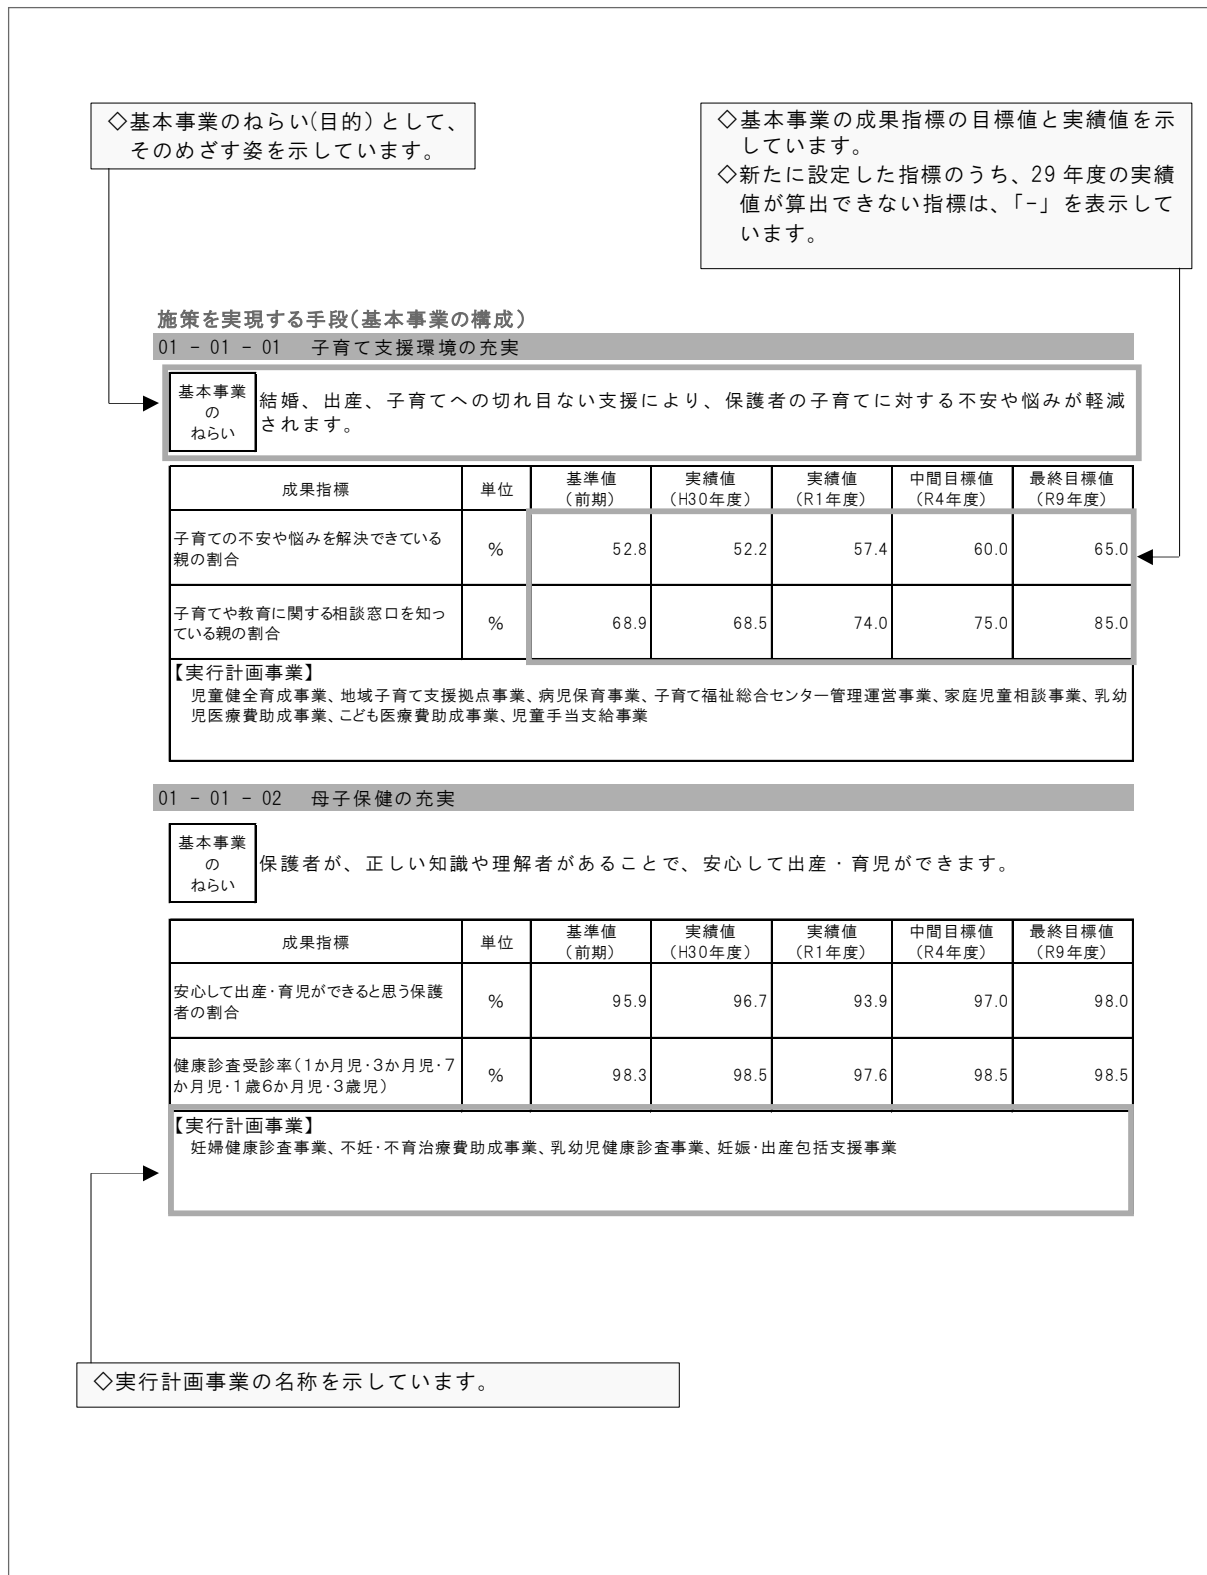 ◇基本事業のねらい(目的)として、
そのめざす姿を示しています。
◇基本事業の成果指標の目標値と実績値を示
しています。
◇新たに設定した指標のうち、29年度の実績
値が算出できない指標は、「-」を表示して
います。
施策を実現する手段(基本事業の構成)
01 - 01 - 01 子育て支援環境の充実
基本事業
の
ねらい
結婚、出産、子育てへの切れ目ない支援により、保護者の子育てに対する不安や悩みが軽減
されます。
成果指標 単位 基準値 実績値 実績値 中間目標値 最終目標値
(前期) (H30年度) (R1年度) (R4年度) (R9年度)
子育ての不安や悩みを解決できている
親の割合 % 52.8 52.2 57.4 60.0 65.0
子育てや教育に関する相談窓口を知っ
ている親の割合 % 68.9 68.5 74.0 75.0 85.0
【実行計画事業】
児童健全育成事業、地域子育て支援拠点事業、病児保育事業、子育て福祉総合センター管理運営事業、家庭児童相談事業、乳幼
児医療費助成事業、こども医療費助成事業、児童手当支給事業
01 - 01 - 02 母子保健の充実
基本事業
の
ねらい
保護者が、正しい知識や理解者があることで、安心して出産・育児ができます。
成果指標 単位 基準値 実績値 実績値 中間目標値 最終目標値
(前期) (H30年度) (R1年度) (R4年度) (R9年度)
安心して出産・育児ができると思う保護
者の割合 % 95.9 96.7 93.9 97.0 98.0
健康診査受診率(1か月児・3か月児・7
か月児・1歳6か月児・3歳児) % 98.3 98.5 97.6 98.5 98.5
【実行計画事業】
妊婦健康診査事業、不妊・不育治療費助成事業、乳幼児健康診査事業、妊娠・出産包括支援事業
◇実行計画事業の名称を示しています。